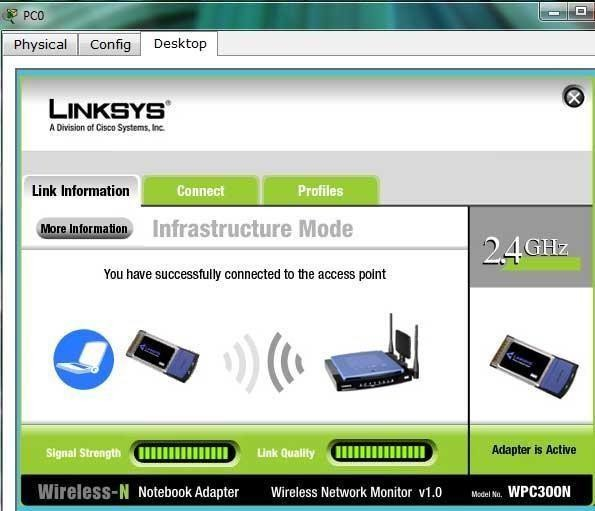 PC0
Physical Config Desktop
LINKSYS®
A Division of Cisco Systems, Inc.
Link Information Connect Profiles
More Information Infrastructure Mode
2.4GHz
You have successfully connected to the access point
Signal Strength Link Quality Adapter is Active
Wireless-N Notebook Adapter Wireless Network Monitor v1.0 Model No. WPC300N